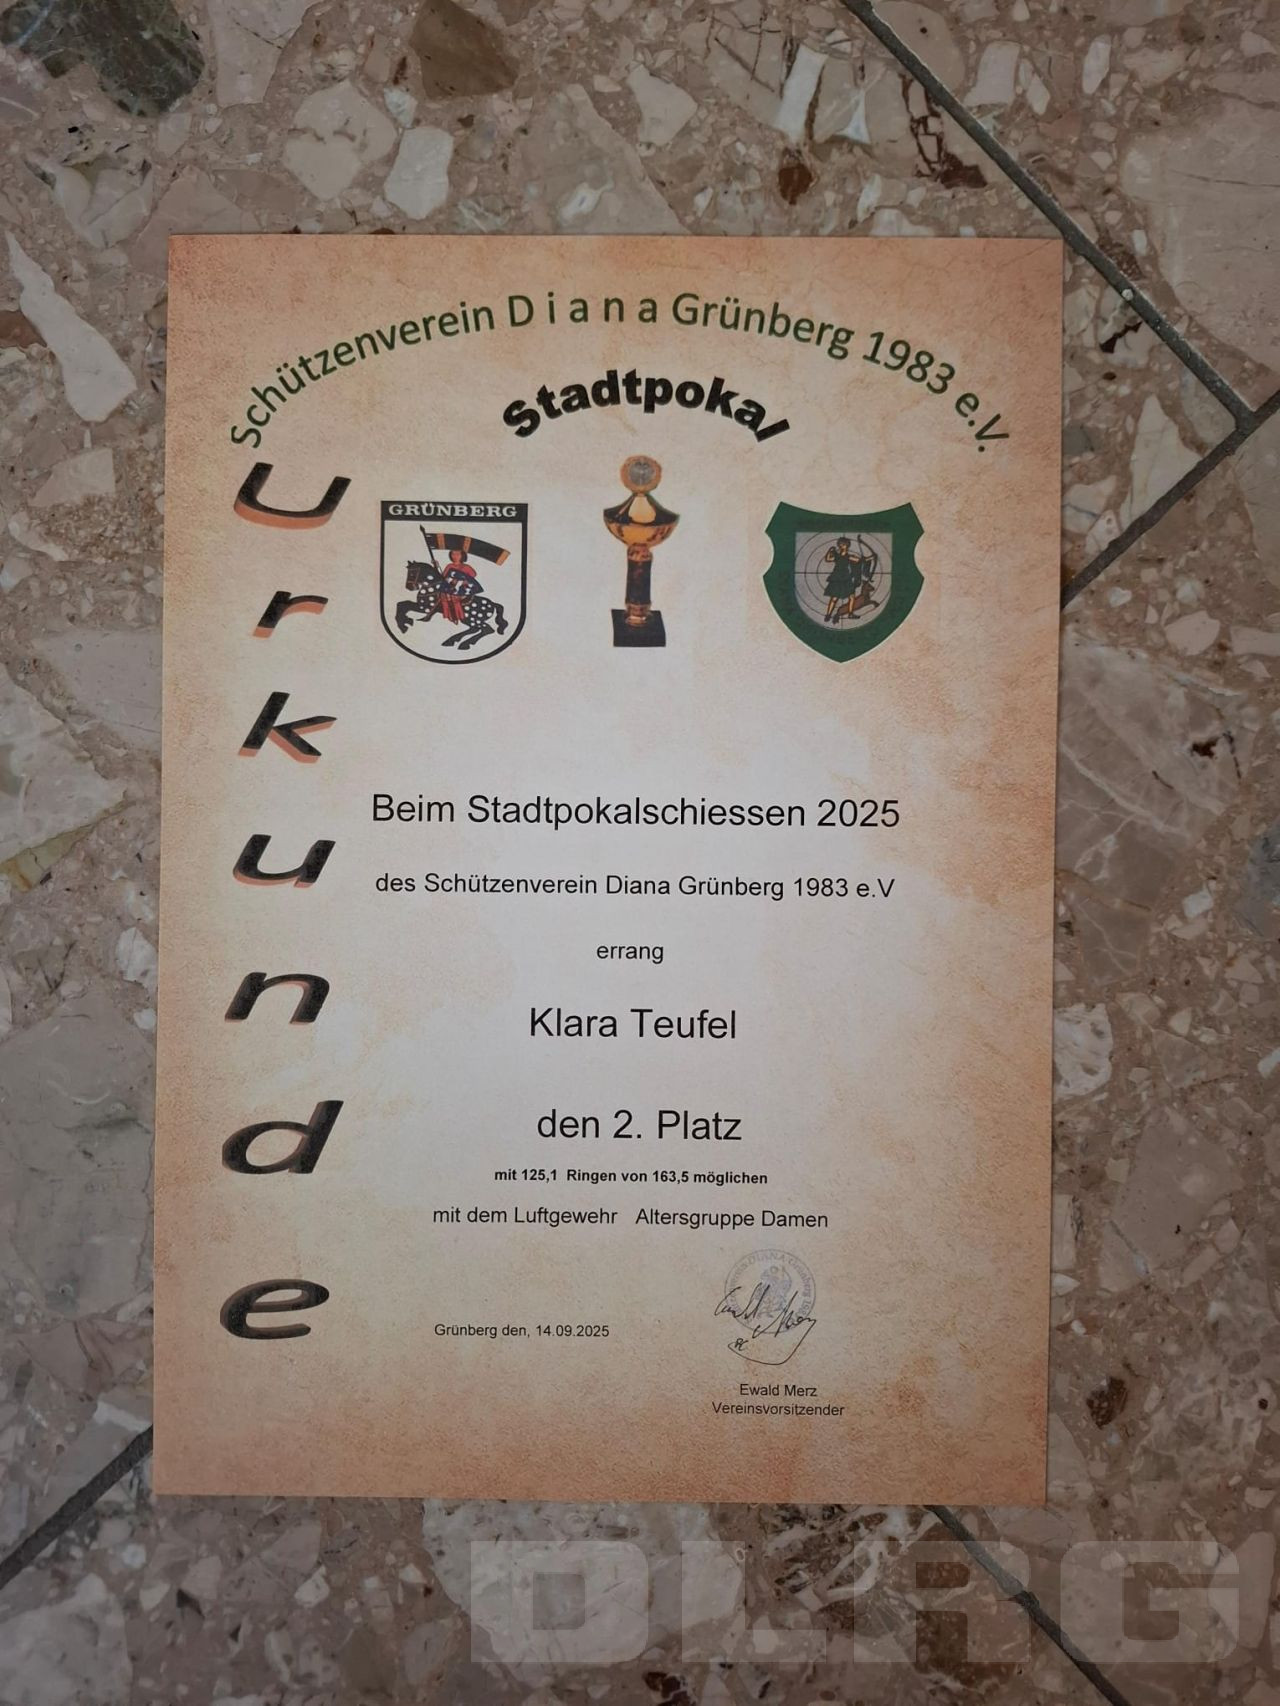 Schützenverein D i a n a Grünberg 1983 e.V.
Stadtpokal
Urkunde
GRÜNBERG
Beim Stadtpokalschiessen 2025
des Schützenverein Diana Grünberg 1983 e.V
errang
Klara Teufel
den 2. Platz
mit 125,1 Ringen von 163,5 möglichen
mit dem Luftgewehr Altersgruppe Damen
DIANA Grünberg
Grünberg den, 14.09.2025
Ewald Merz
Vereinsvorsitzender
DLRG